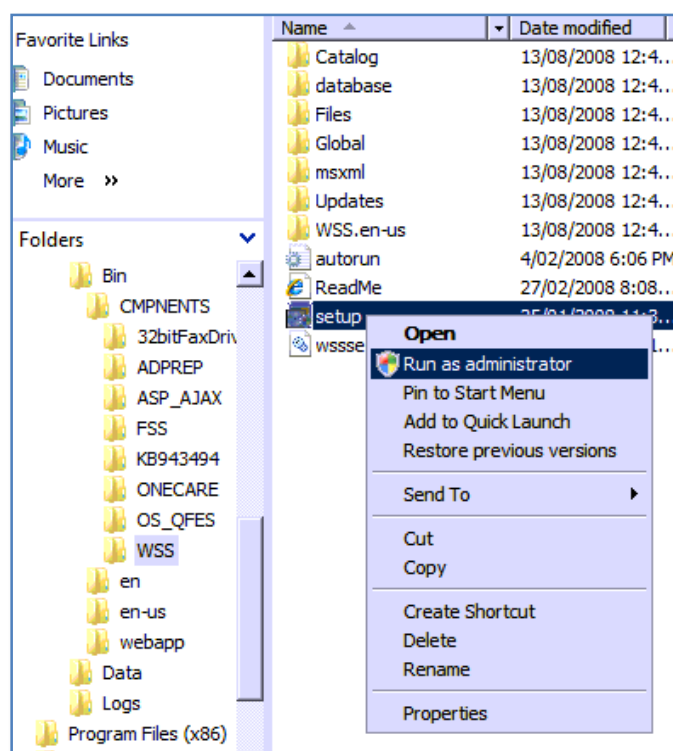 Favorite Links
Documents
Pictures
Music
More »
Folders
Bin
CMPNENTS
32bitFaxDriv
ADPREP
ASP_AJAX
FSS
KB943494
ONECARE
OS_QFES
WSS
en
en-us
webapp
Data
Logs
Program Files (x86)
Name Date modified
Catalog 13/08/2008 12:4...
database 13/08/2008 12:4...
Files 13/08/2008 12:4...
Global 13/08/2008 12:4...
msxml 13/08/2008 12:4...
Updates 13/08/2008 12:4...
WSS.en-us 13/08/2008 12:4...
autorun 4/02/2008 6:06 PM
ReadMe 27/02/2008 8:08...
setup
wssse
Open
Run as administrator
Pin to Start Menu
Add to Quick Launch
Restore previous versions
Send To
Cut
Copy
Create Shortcut
Delete
Rename
Properties